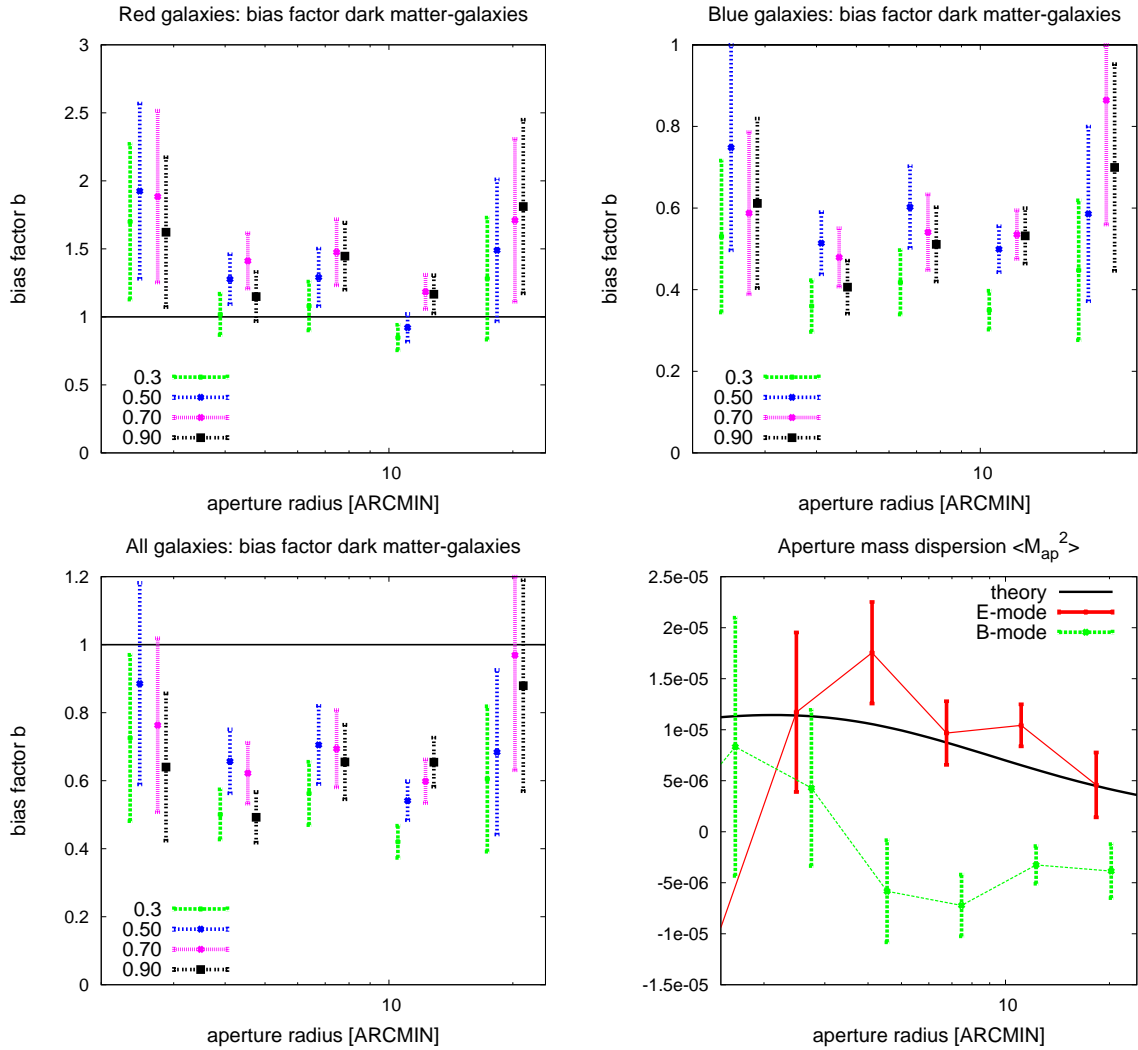 Red galaxies: bias factor dark matter-galaxies
3
2.5
2
1.5
1
0.5
0
bias factor b
0.3
0.50
0.70
0.90
10
aperture radius [ARCMIN]
Blue galaxies: bias factor dark matter-galaxies
1
0.8
0.6
0.4
0.2
0
bias factor b
0.3
0.50
0.70
0.90
10
aperture radius [ARCMIN]
All galaxies: bias factor dark matter-galaxies
1.2
1
0.8
0.6
0.4
0.2
0
bias factor b
0.3
0.50
0.70
0.90
10
aperture radius [ARCMIN]
Aperture mass dispersion <M_ap^2>
2.5e-05
2e-05
1.5e-05
1e-05
5e-06
0
-5e-06
-1e-05
-1.5e-05
theory
E-mode
B-mode
10
aperture radius [ARCMIN]